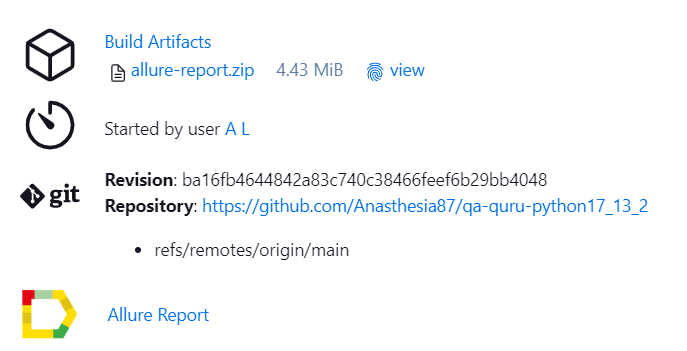 Build Artifacts
allure-report.zip 4.43 MiB view
Started by user A L
git
Revision: ba16fb4644842a83c740c38466feef6b29bb4048
Repository: https://github.com/Anasthesia87/qa-quru-python17_13_2
• refs/remotes/origin/main
Allure Report